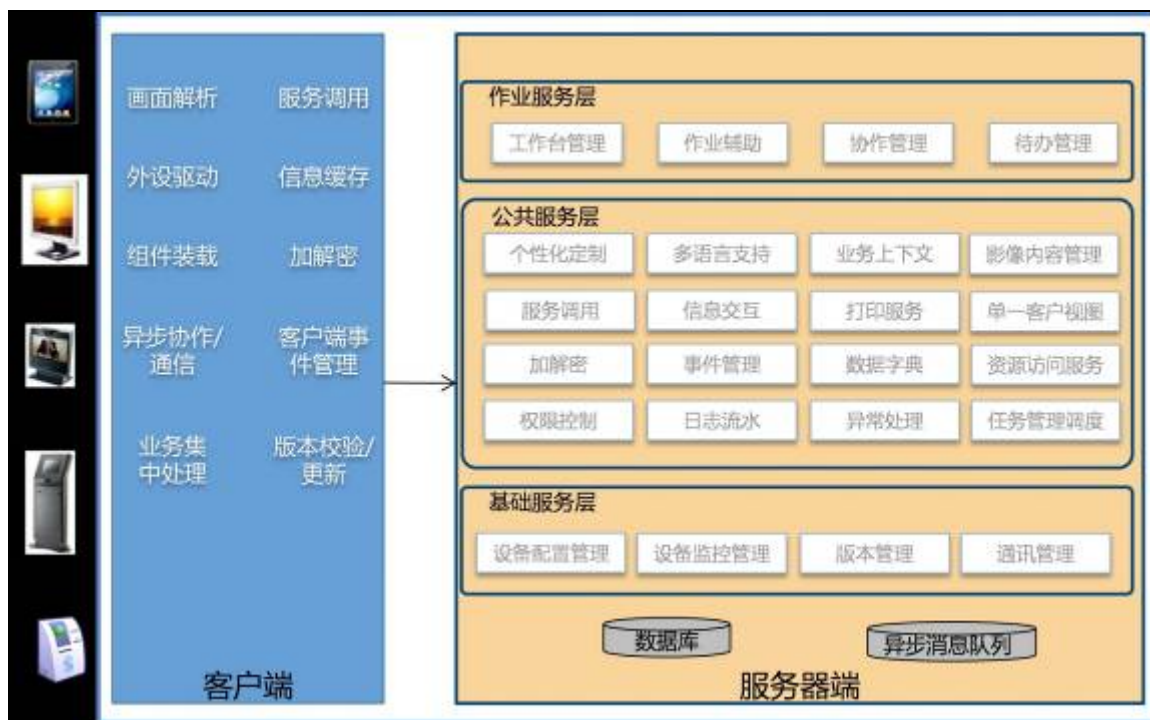 画面解析
服务调用
外设驱动
信息缓存
组件装载
加解密
异步协作/
通信
客户端事
件管理
业务集
中处理
版本校验/
更新
客户端
作业服务层
工作台管理
作业辅助
协作管理
待办管理
公共服务层
个性化定制
多语言支持
业务上下文
影像内容管理
服务调用
信息交互
打印服务
单一客户视图
加解密
事件管理
数据字典
资源访问服务
权限控制
日志流水
异常处理
任务管理调度
基础服务层
设备配置管理
设备监控管理
版本管理
通讯管理
数据库
异步消息队列
服务器端